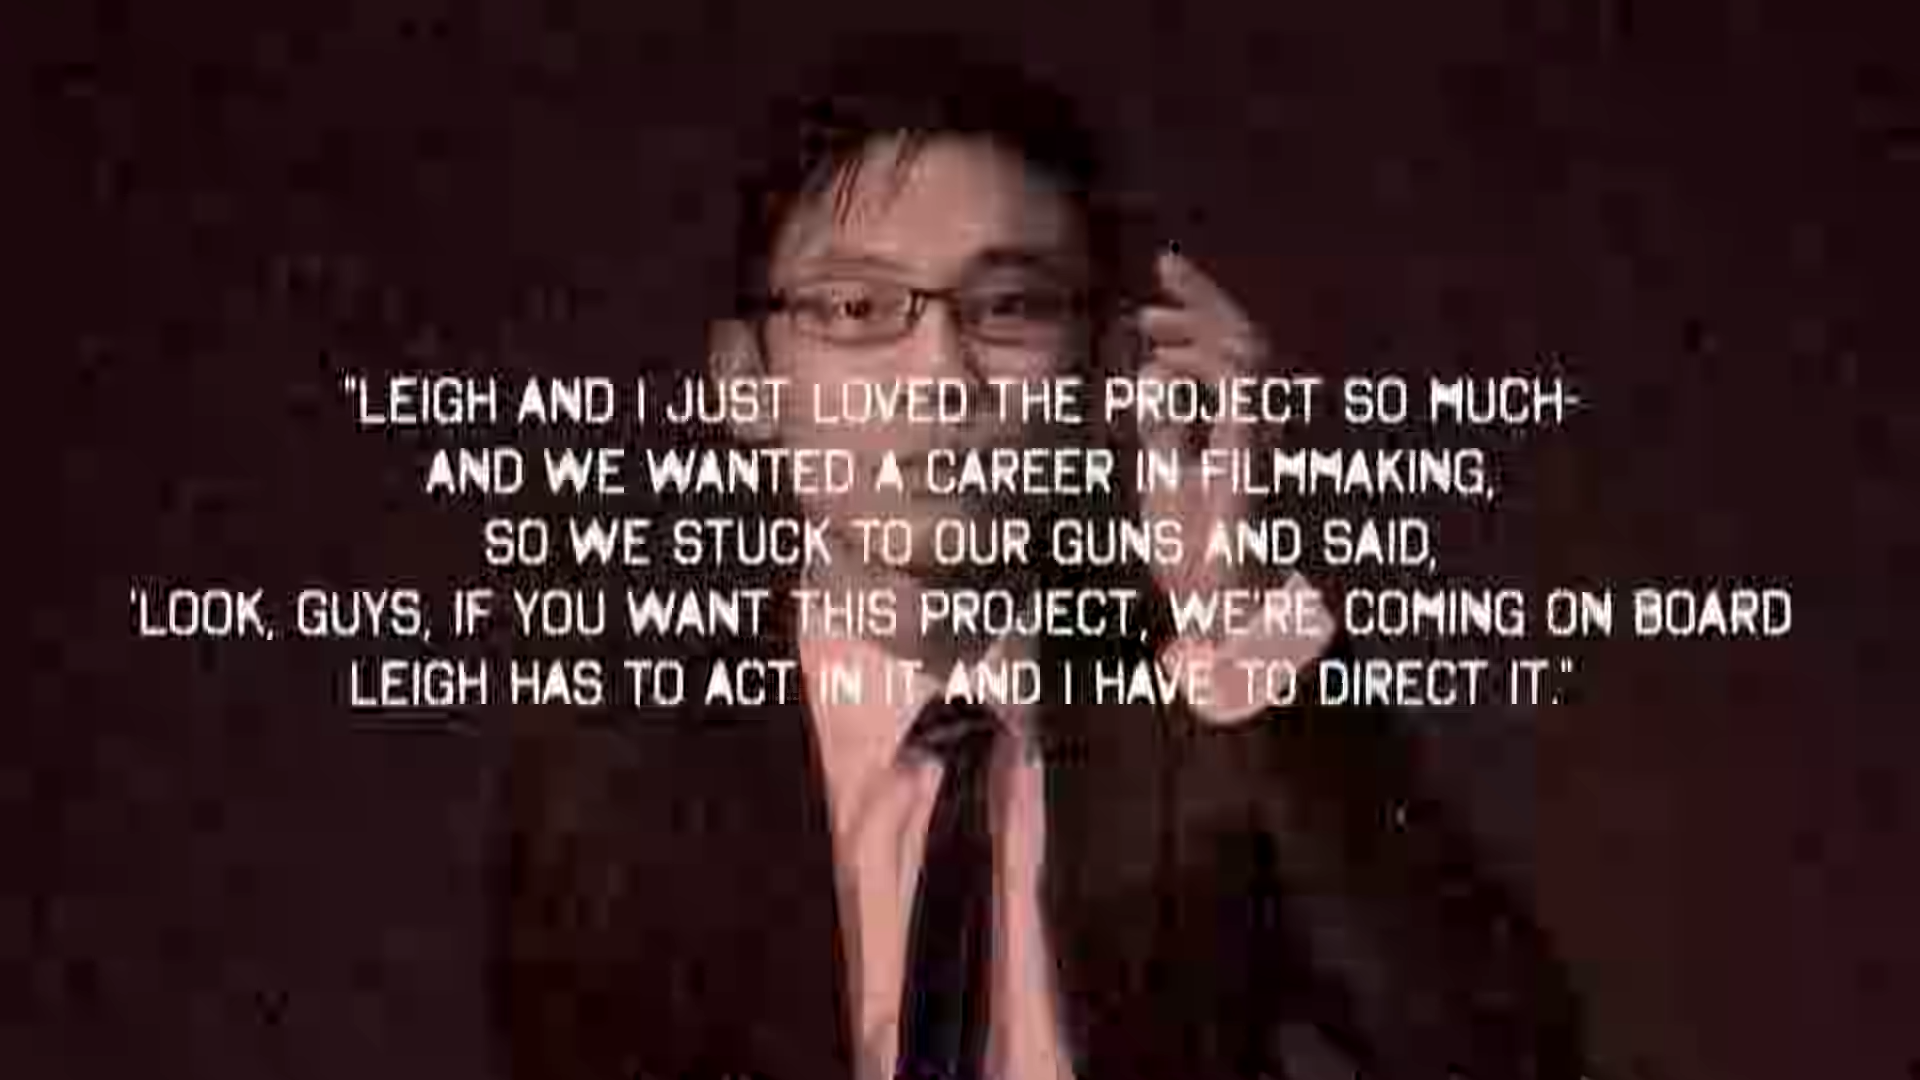 "LEIGH AND I JUST LOVED THE PROJECT SO MUCH-
AND WE WANTED A CAREER IN FILMMAKING,
SO WE STUCK TO OUR GUNS AND SAID,
'LOOK, GUYS, IF YOU WANT THIS PROJECT, WE'RE COMING ON BOARD
LEIGH HAS TO ACT IN IT AND I HAVE TO DIRECT IT."